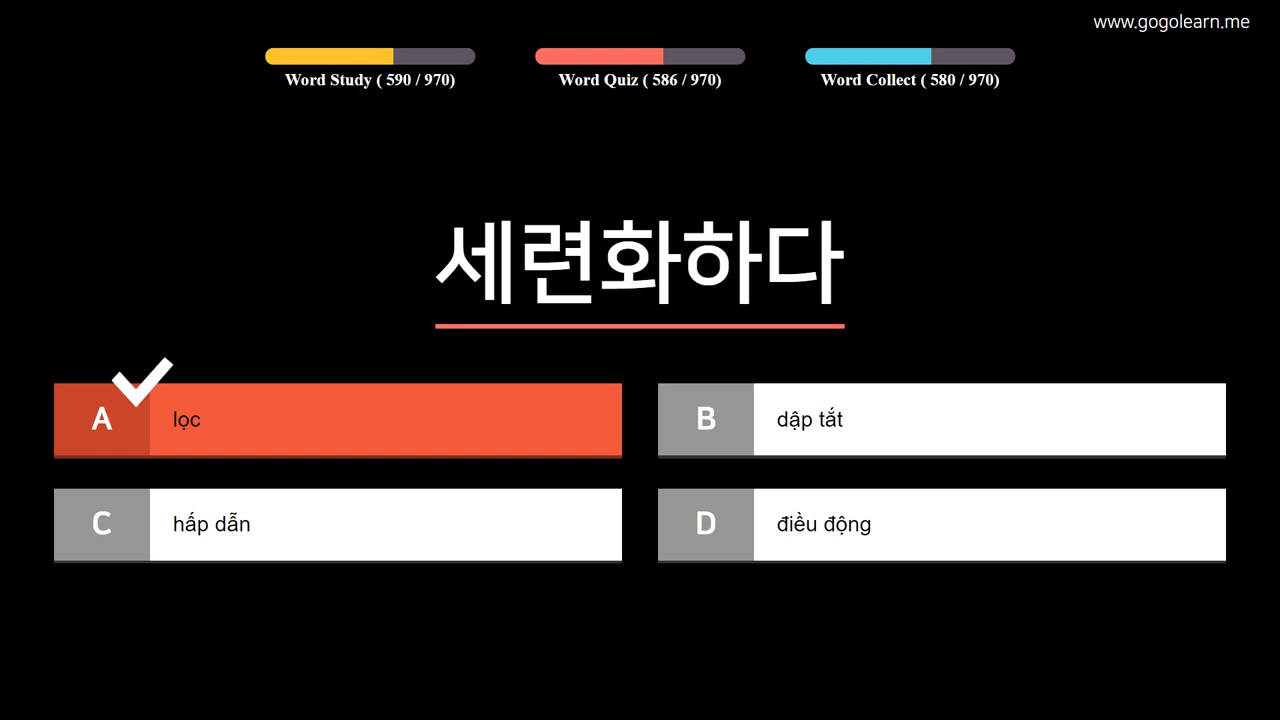 www.gogolearn.me
Word Study ( 590 / 970)
Word Quiz ( 586 / 970)
Word Collect ( 580 / 970)
세련화하다
A lọc
B dập tắt
C hấp dẫn
D điều động